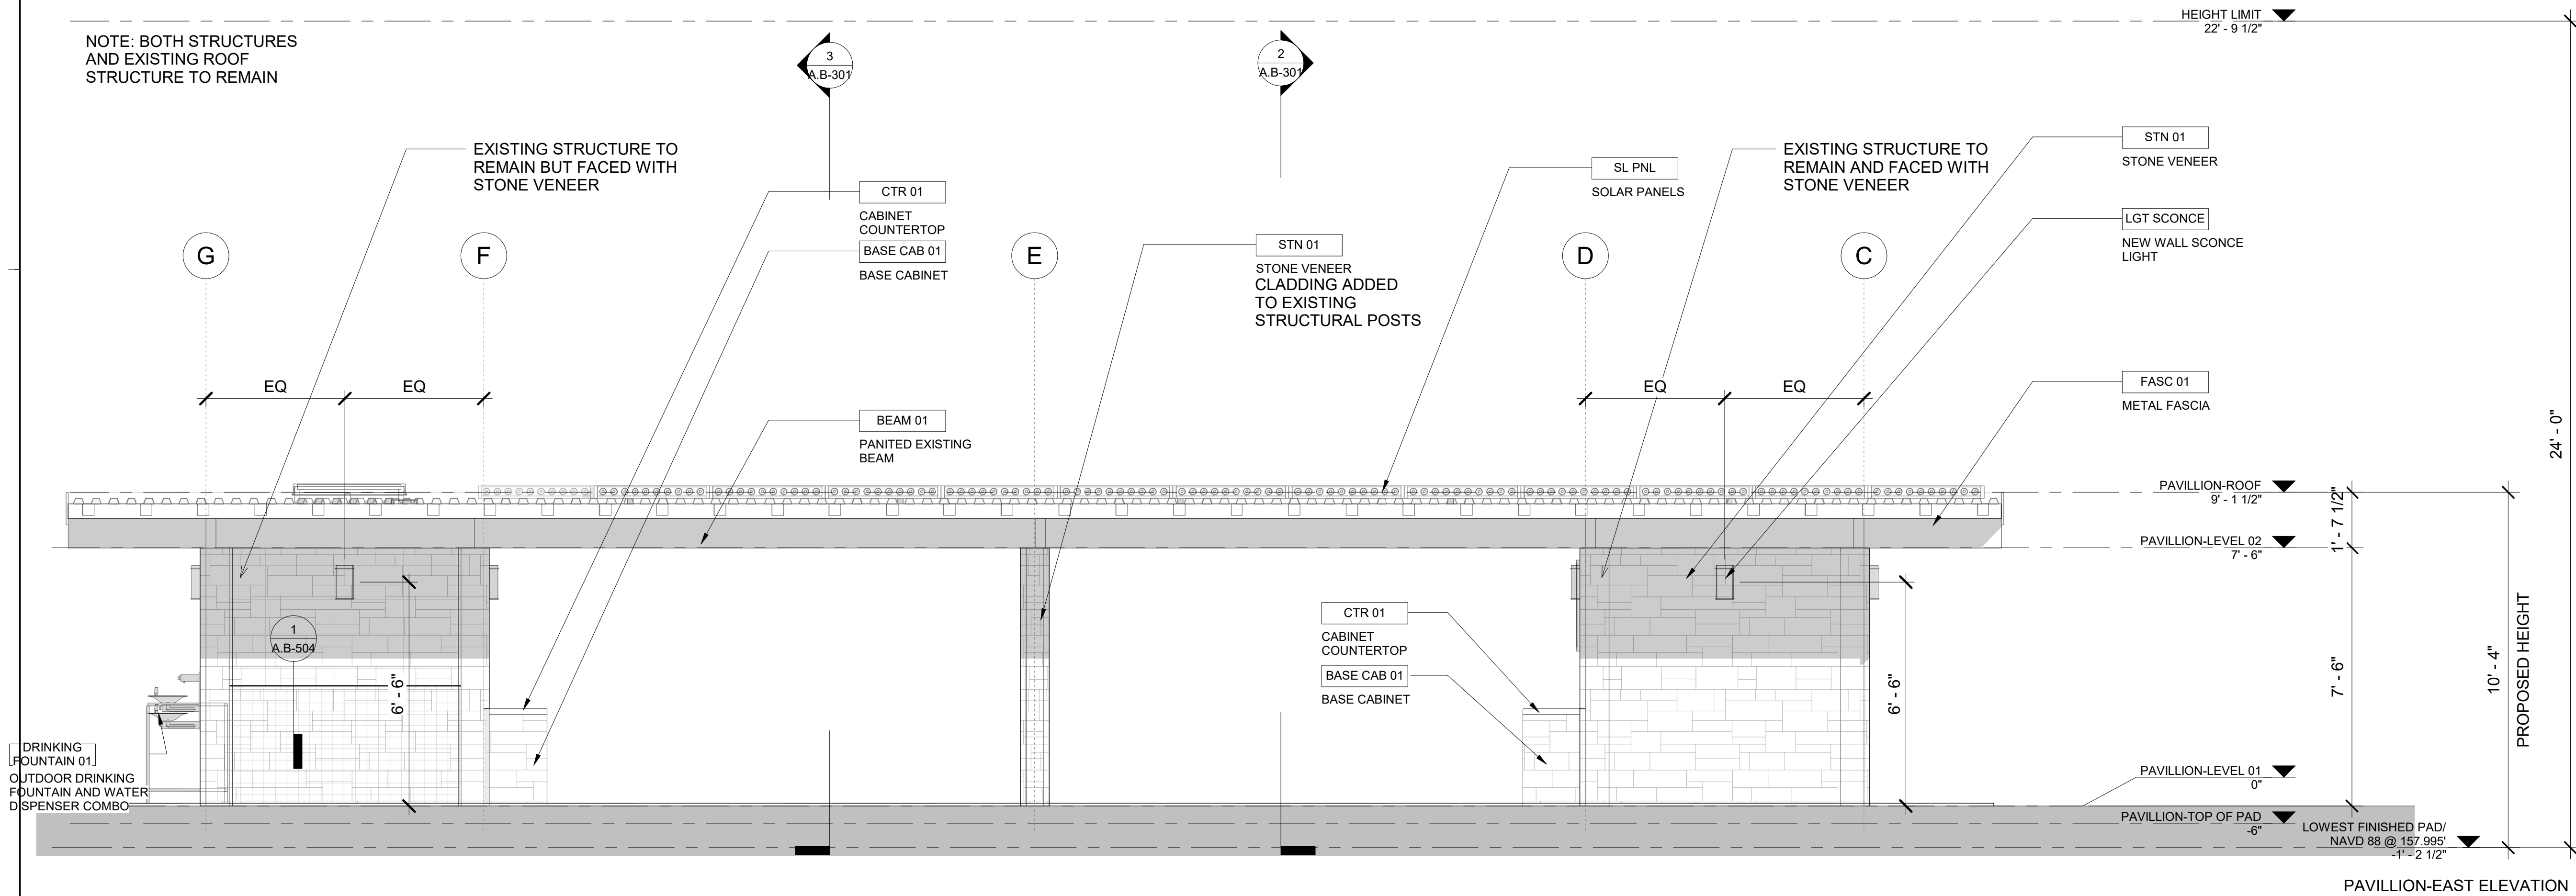 HEIGHT LIMIT
22' - 9 1/2"
NOTE: BOTH STRUCTURES
AND EXISTING ROOF
STRUCTURE TO REMAIN
3
A.B-301
2
A.B-301
EXISTING STRUCTURE TO
REMAIN BUT FACED WITH
STONE VENEER
CTR 01
CABINET
COUNTERTOP
BASE CAB 01
BASE CABINET
STN 01
STONE VENEER
CLADDING ADDED
TO EXISTING
STRUCTURAL POSTS
SL PNL
SOLAR PANELS
EXISTING STRUCTURE TO
REMAIN AND FACED WITH
STONE VENEER
STN 01
STONE VENEER
LGT SCONCE
NEW WALL SCONCE
LIGHT
G
F
E
D
C
EQ
EQ
EQ
EQ
BEAM 01
PANITED EXISTING
BEAM
FASC 01
METAL FASCIA
24' - 0"
PAVILLION-ROOF
9' - 1 1/2"
1' - 7 1/2"
PAVILLION-LEVEL 02
7' - 6"
1
A.B-504
6' - 6"
CTR 01
CABINET
COUNTERTOP
BASE CAB 01
BASE CABINET
6' - 6"
7' - 6"
10' - 4"
PROPOSED HEIGHT
DRINKING
FOUNTAIN 01
OUTDOOR DRINKING
FOUNTAIN AND WATER
DISPENSER COMBO
PAVILLION-LEVEL 01
0"
PAVILLION-TOP OF PAD
-6"
LOWEST FINISHED PAD/
NAVD 88 @ 157.995'
-1' - 2 1/2"
PAVILLION-EAST ELEVATION